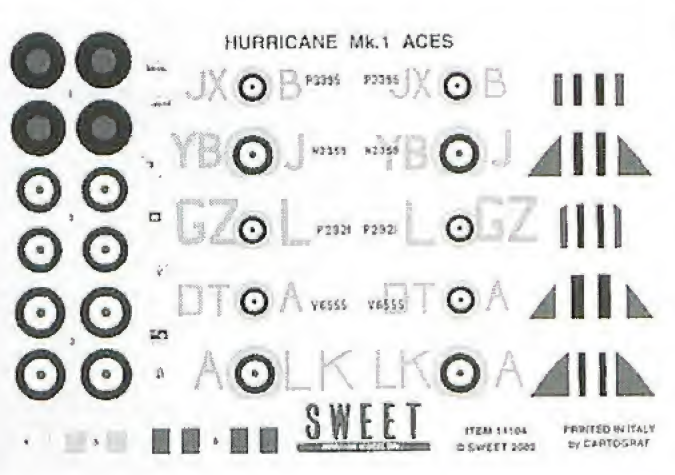 HURRICANE Mk.1 ACES
JX B P3395 P3395 JX B
YB J N2359 N2359 YB J
GZ L P2921 P2921 L GZ
DT A V6555 V6555 DT A
A LK LK A
SWEET
ITEM 14104
© SWEET 2002
PRINTED IN ITALY
by CARTOGRAF